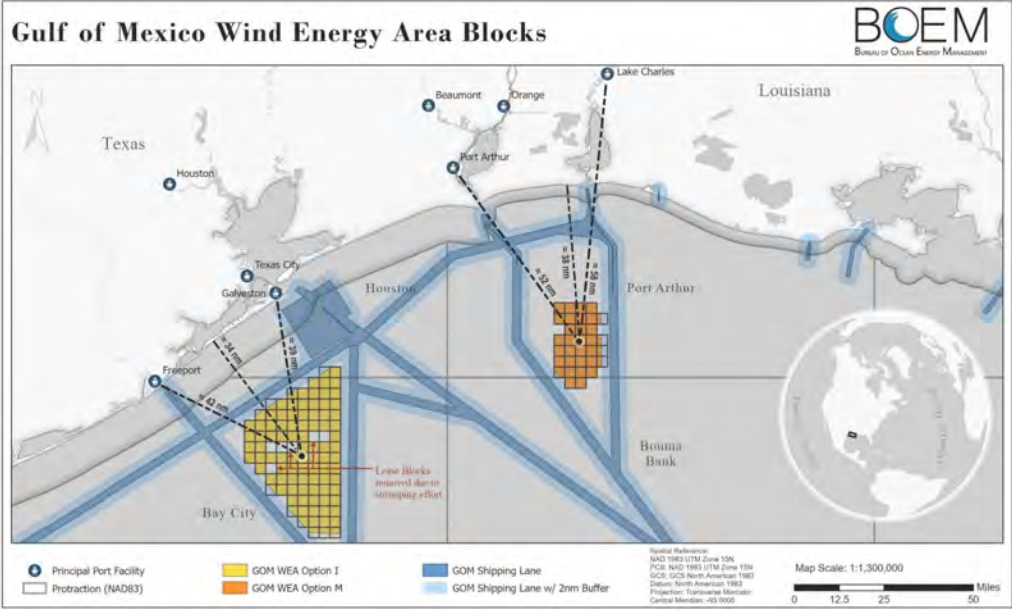 Gulf of Mexico Wind Energy Area Blocks
BOEM
BUREAU OF OCEAN ENERGY MANAGEMENT
N
Lake Charles
Beaumont
Orange
Louisiana
Texas
Port Arthur
Houston
Texas City
Galveston
Houston
Port Arthur
≈ 52 nm
≈ 38 nm
≈ 58 nm
≈ 34 nm
≈ 39 nm
Freeport
≈ 42 nm
Bouma
Bank
Lease Blocks
removed due to
shrimping effort
Bay City
Principal Port Facility
Protraction (NAD83)
GOM WEA Option I
GOM WEA Option M
GOM Shipping Lane
GOM Shipping Lane w/ 2nm Buffer
Spatial Reference:
NAD 1983 UTM Zone 15N
PCS: NAD 1983 UTM Zone 15N
GCS: GCS North American 1983
Datum: North American 1983
Projection: Transverse Mercator
Central Meridian: -93.0000
Map Scale: 1:1,300,000
Miles
0 12.5 25 50